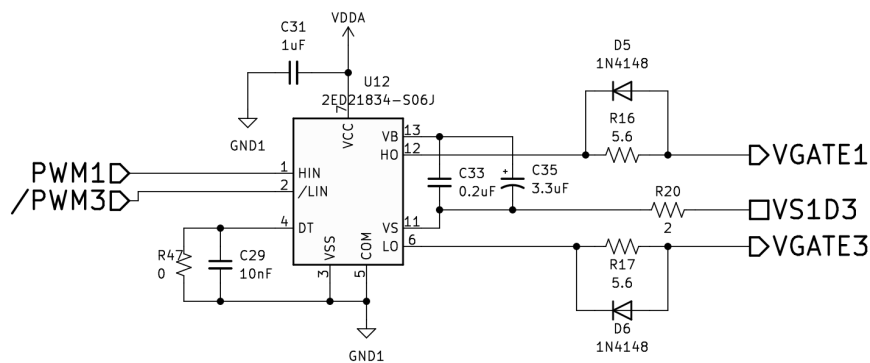 C31
1uF
VDDA
GND1
U12
2ED21834-S06J
7
VCC
D5
1N4148
R16
5.6
VB
13
HO
12
VGATE1
PWM1
1
HIN
/PWM3
2
/LIN
C33
0.2uF
+
C35
3.3uF
R20
2
VS1D3
4
DT
VS
11
LO
6
VGATE3
R47
0
C29
10nF
VSS
3
COM
5
R17
5.6
D6
1N4148
GND1